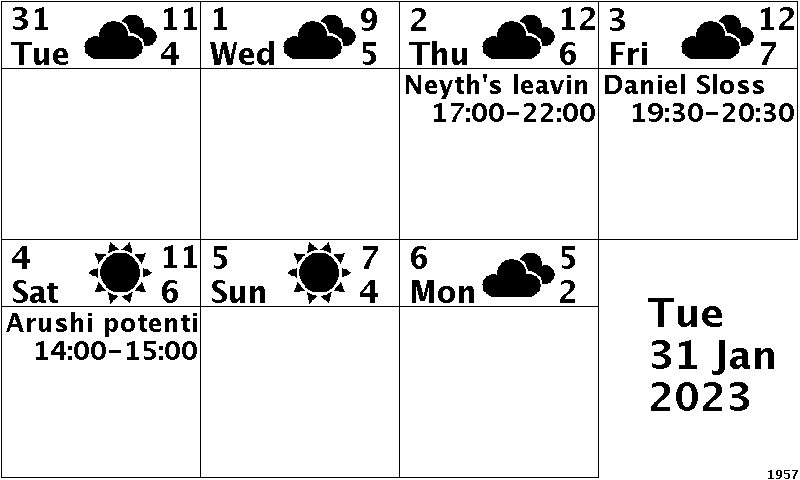 31 11
Tue 4
1 9
Wed 5
2 12
Thu 6
3 12
Fri 7
Neyth's leavin
17:00-22:00
Daniel Sloss
19:30-20:30
4 11
Sat 6
5 7
Sun 4
6 5
Mon 2
Arushi potenti
14:00-15:00
Tue
31 Jan
2023
1957